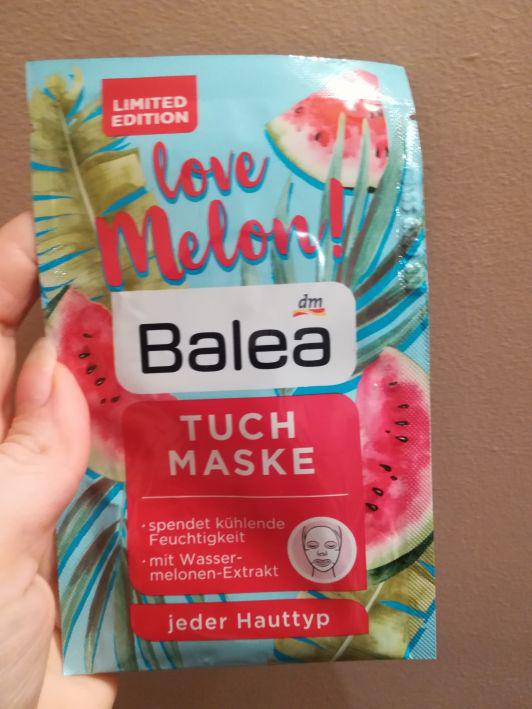 LIMITED
EDITION
love
Melon!
dm
Balea
TUCH
MASKE
· spendet kühlende
Feuchtigkeit
· mit Wasser-
melonen-Extrakt
jeder Hauttyp